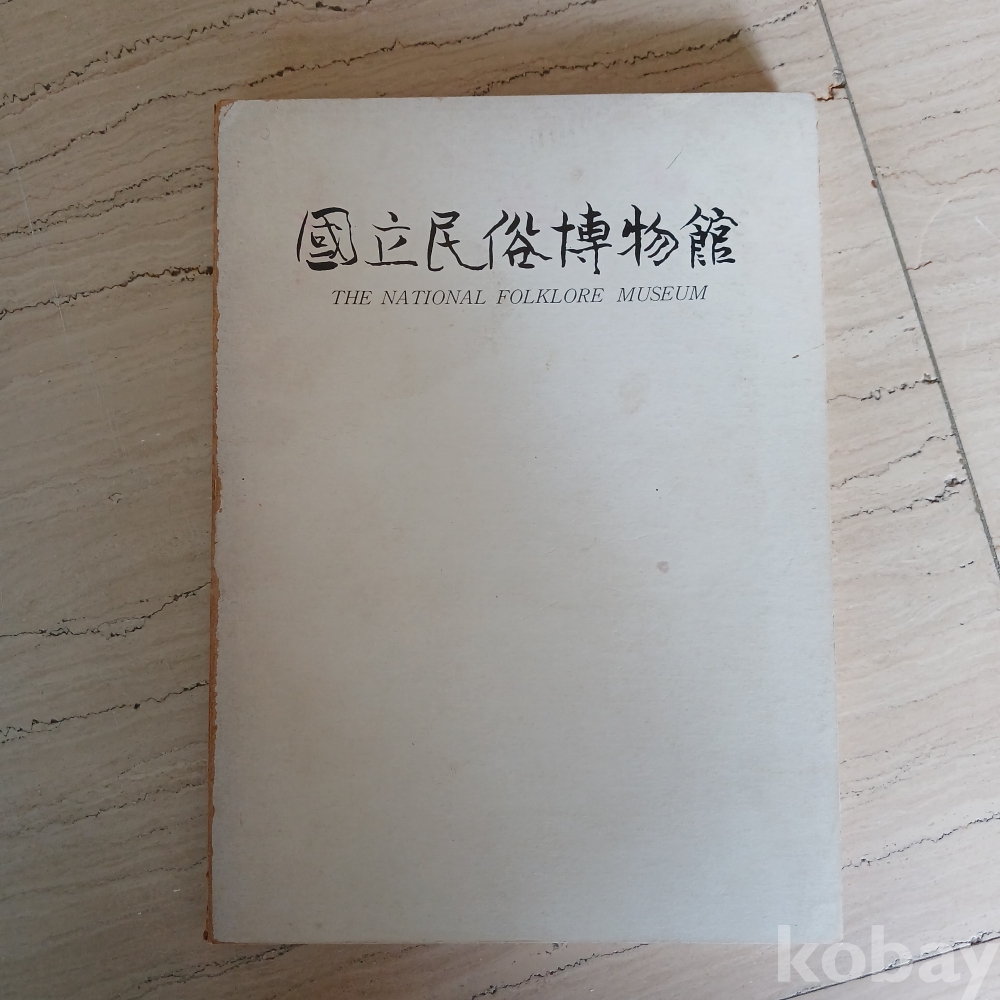 國立民俗博物館
THE NATIONAL FOLKLORE MUSEUM
kobay